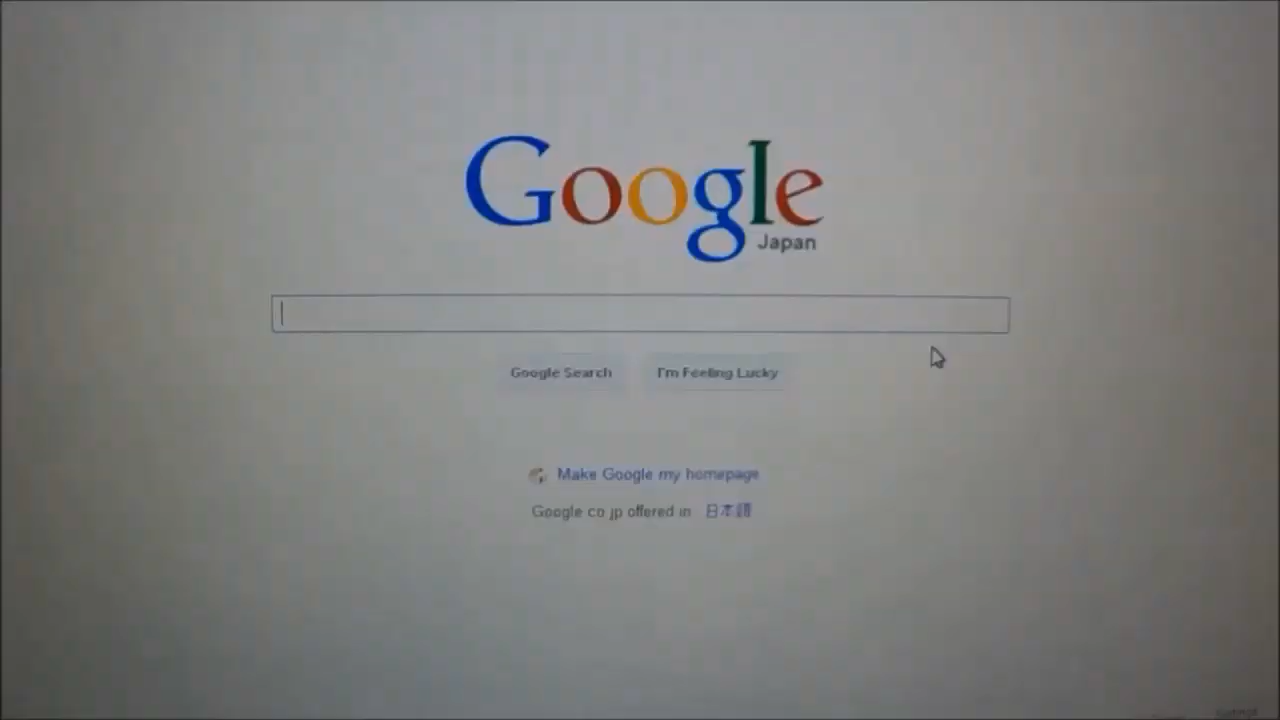 Google
Japan
Google Search
I'm Feeling Lucky
Make Google my homepage
Google.co.jp offered in 日本語